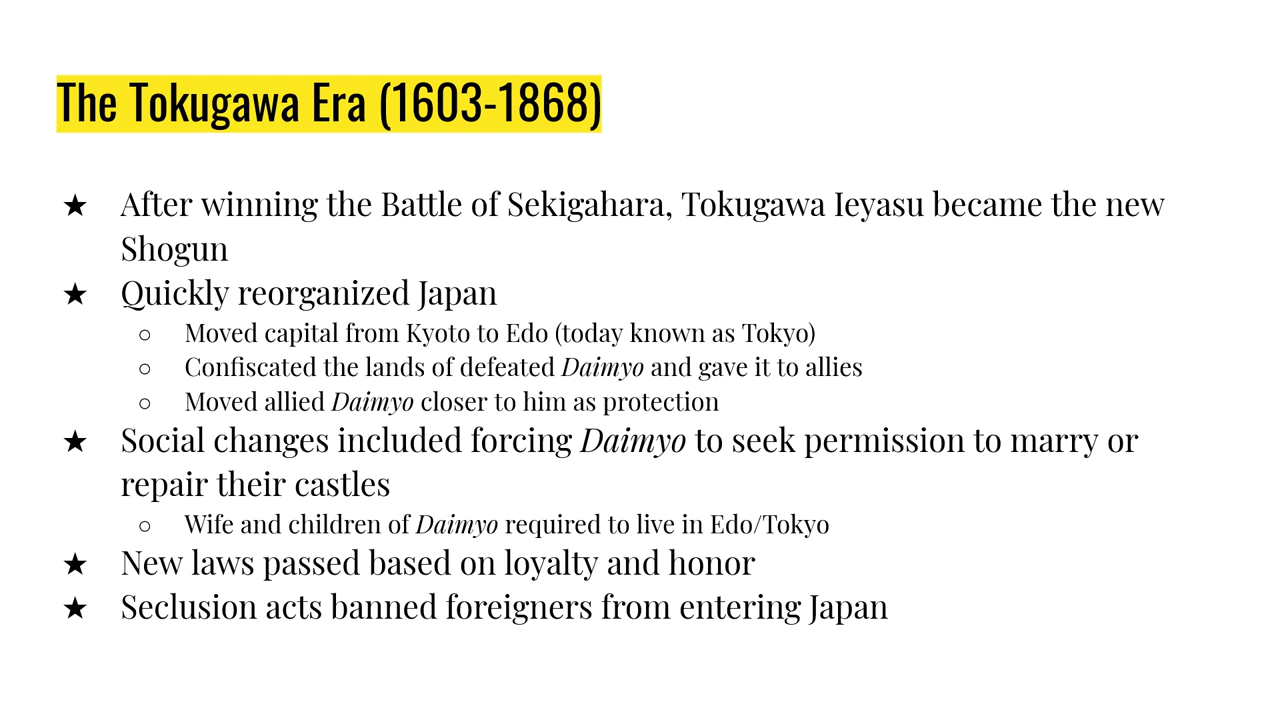 The Tokugawa Era (1603-1868)
★ After winning the Battle of Sekigahara, Tokugawa Ieyasu became the new
Shogun
★ Quickly reorganized Japan
○ Moved capital from Kyoto to Edo (today known as Tokyo)
○ Confiscated the lands of defeated Daimyo and gave it to allies
○ Moved allied Daimyo closer to him as protection
★ Social changes included forcing Daimyo to seek permission to marry or
repair their castles
○ Wife and children of Daimyo required to live in Edo/Tokyo
★ New laws passed based on loyalty and honor
★ Seclusion acts banned foreigners from entering Japan